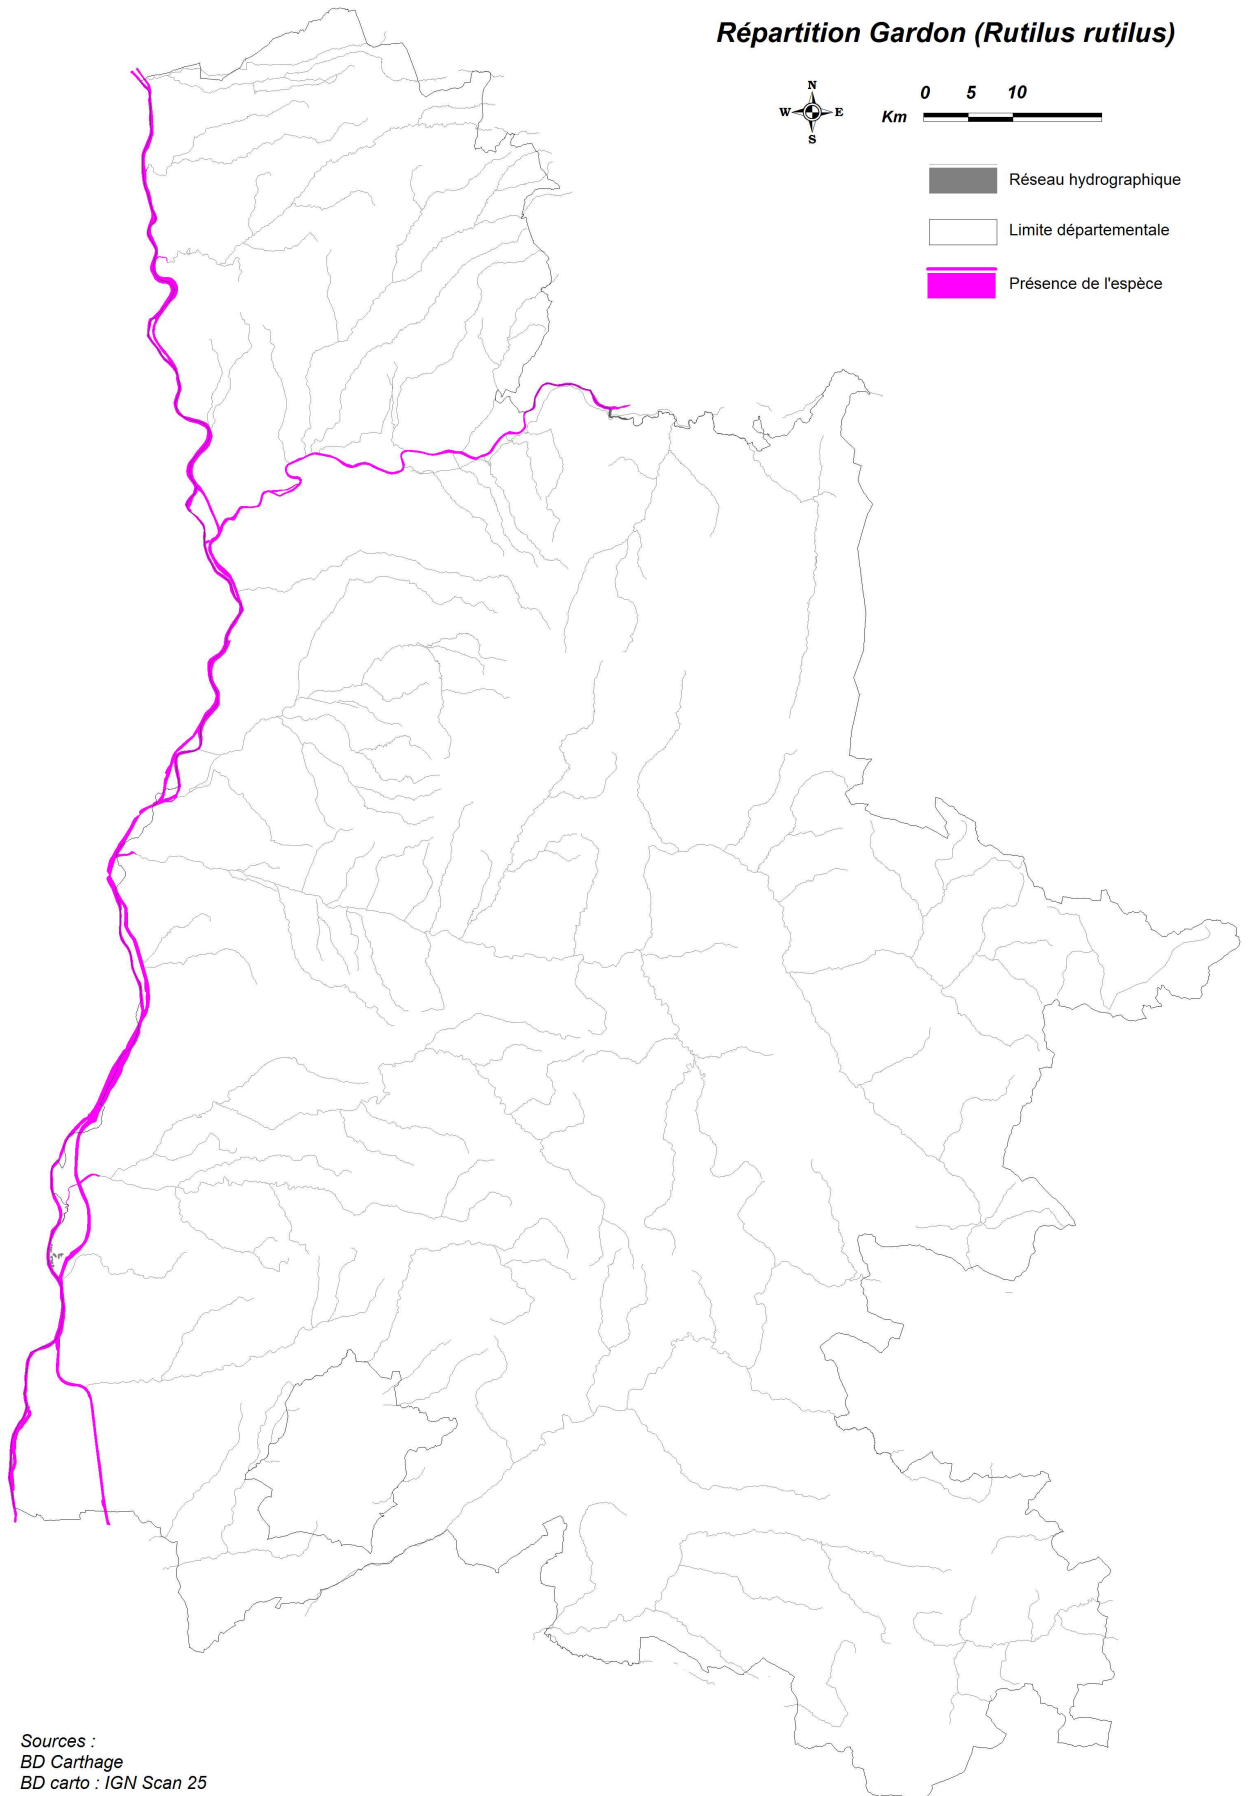 Répartition Gardon (Rutilus rutilus)
N
W E
S
Km 0 5 10
Réseau hydrographique
Limite départementale
Présence de l'espèce
Sources :
BD Carthage
BD carto : IGN Scan 25